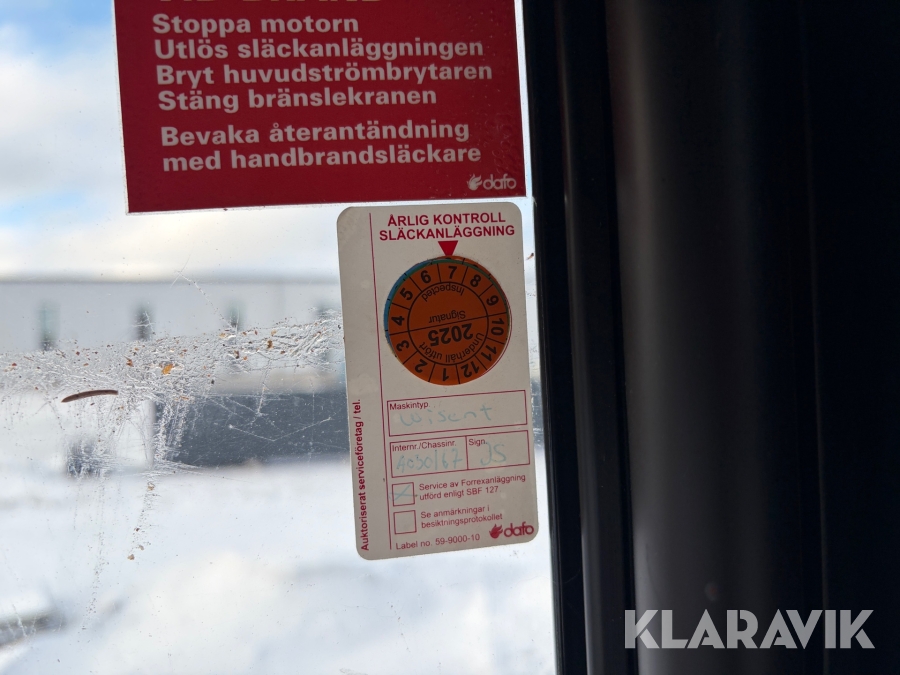 Stoppa motorn
Utlös släckanläggningen
Bryt huvudströmbrytaren
Stäng bränslekranen
Bevaka återantändning
med handbrandsläckare
dafo
ÅRLIG KONTROLL
SLÄCKANLÄGGNING
1 2 3 4 5 6 7 8 9 10 11 12
Inspected
Signatur
2025
Underhåll utfört
Maskintyp
Wisent
Internr./Chassinr.
Sign.
A030167
JS
Service av Forrexanläggning
utförd enligt SBF 127
Se anmärkningar i
besiktningsprotokollet
Label no. 59-9000-10
dafo
Auktoriserat serviceföretag / tel.
KLARAVIK